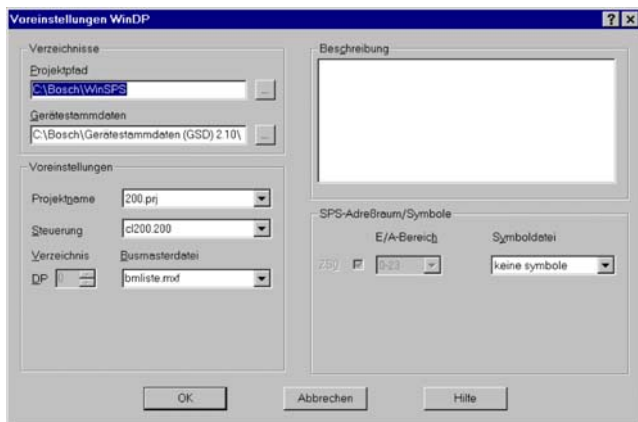 Voreinstellungen WinDP
Verzeichnisse
Projektpfad
C:\Bosch\WinSPS
...
Gerätestammdaten
C:\Bosch\Gerätestammdaten (GSD) 2.10\
...
Voreinstellungen
Projektname
200.prj
Steuerung
cl200.200
Verzeichnis
Busmasterdatei
DP
0
bmliste.mxf
Beschreibung
SPS-Adreßraum/Symbole
E/A-Bereich
Symboldatei
ZS0
0-23
keine symbole
OK
Abbrechen
Hilfe